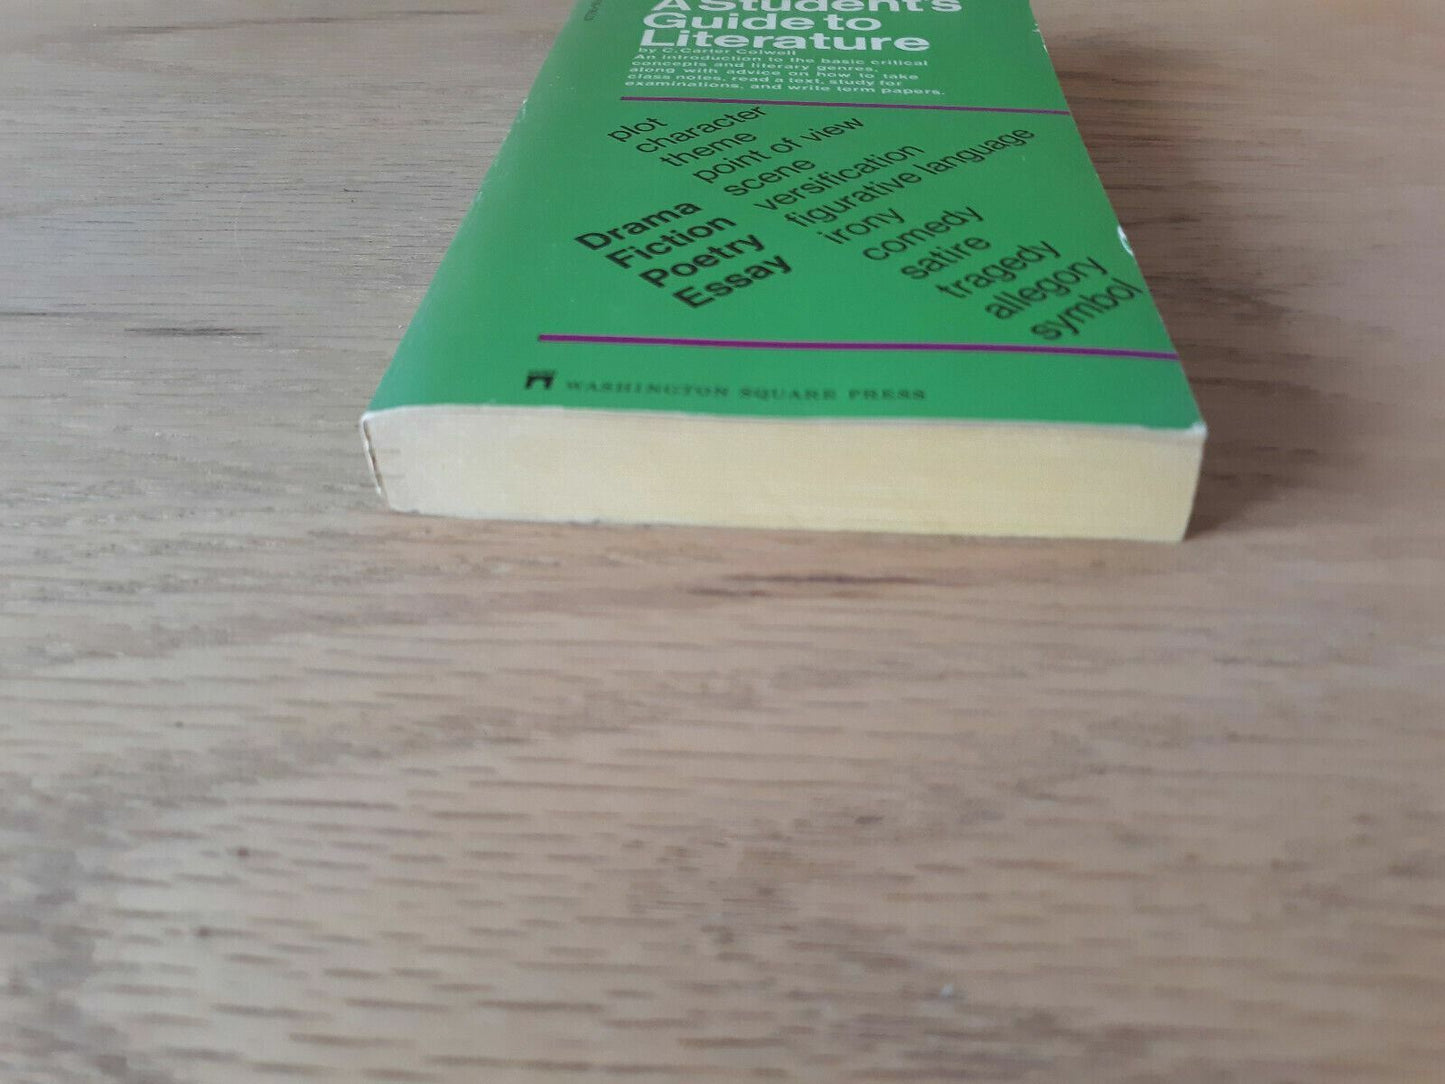 A Student's
Guide to
Literature
by C. Carter Colwell
An introduction to the basic critical
concepts and literary genres,
along with advice on how to take
class notes, read a text, study for
examinations, and write term papers.
plot
character
theme
point of view
scene
versification
figurative language
irony
comedy
satire
tragedy
allegory
symbol
Drama
Fiction
Poetry
Essay
WASHINGTON SQUARE PRESS